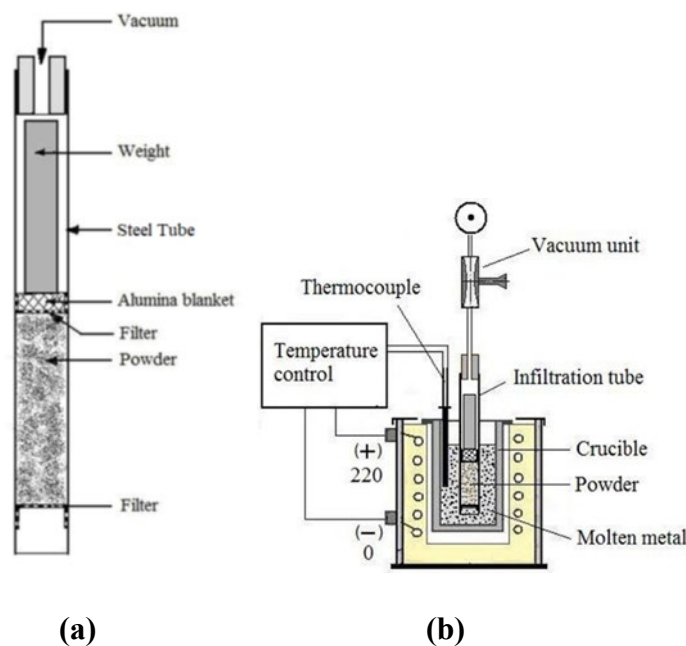 Vacuum
Weight
Steel Tube
Alumina blanket
Filter
Powder
Filter
(a)
Vacuum unit
Thermocouple
Temperature
control
Infiltration tube
(+)
220
Crucible
Powder
Molten metal
(−)
0
(b)